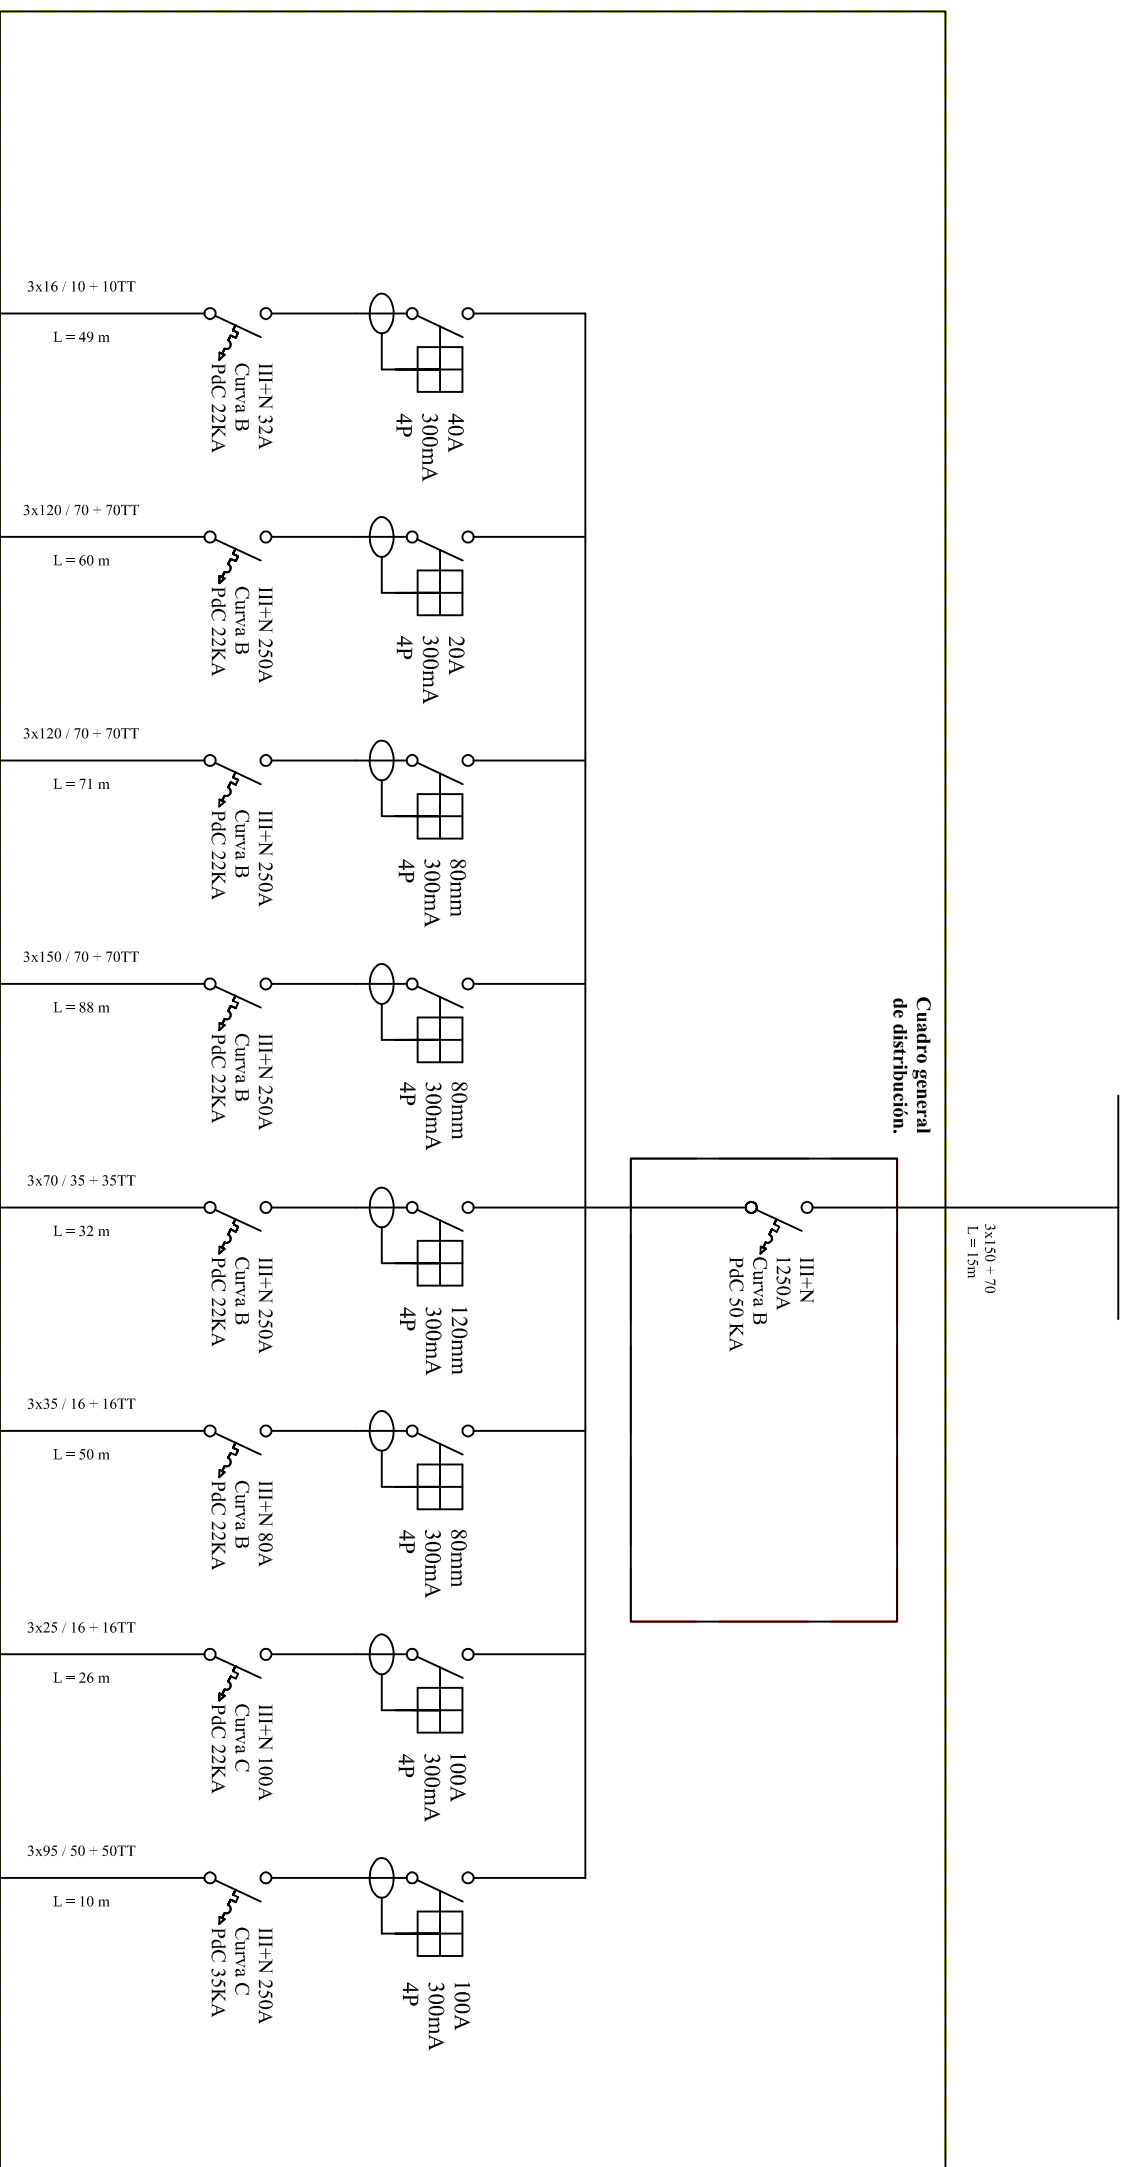 3x150 + 70
L = 15m
Cuadro general
de distribución.
III+N
1250A
Curva B
PdC 50 KA
40A
300mA
4P
III+N 32A
Curva B
PdC 22KA
3x16 / 10 + 10TT
L = 49 m
20A
300mA
4P
III+N 250A
Curva B
PdC 22KA
3x120 / 70 + 70TT
L = 60 m
80mm
300mA
4P
III+N 250A
Curva B
PdC 22KA
3x120 / 70 + 70TT
L = 71 m
80mm
300mA
4P
III+N 250A
Curva B
PdC 22KA
3x150 / 70 + 70TT
L = 88 m
120mm
300mA
4P
III+N 250A
Curva B
PdC 22KA
3x70 / 35 + 35TT
L = 32 m
80mm
300mA
4P
III+N 80A
Curva B
PdC 22KA
3x35 / 16 + 16TT
L = 50 m
100A
300mA
4P
III+N 100A
Curva C
PdC 22KA
3x25 / 16 + 16TT
L = 26 m
100A
300mA
4P
III+N 250A
Curva C
PdC 35KA
3x95 / 50 + 50TT
L = 10 m